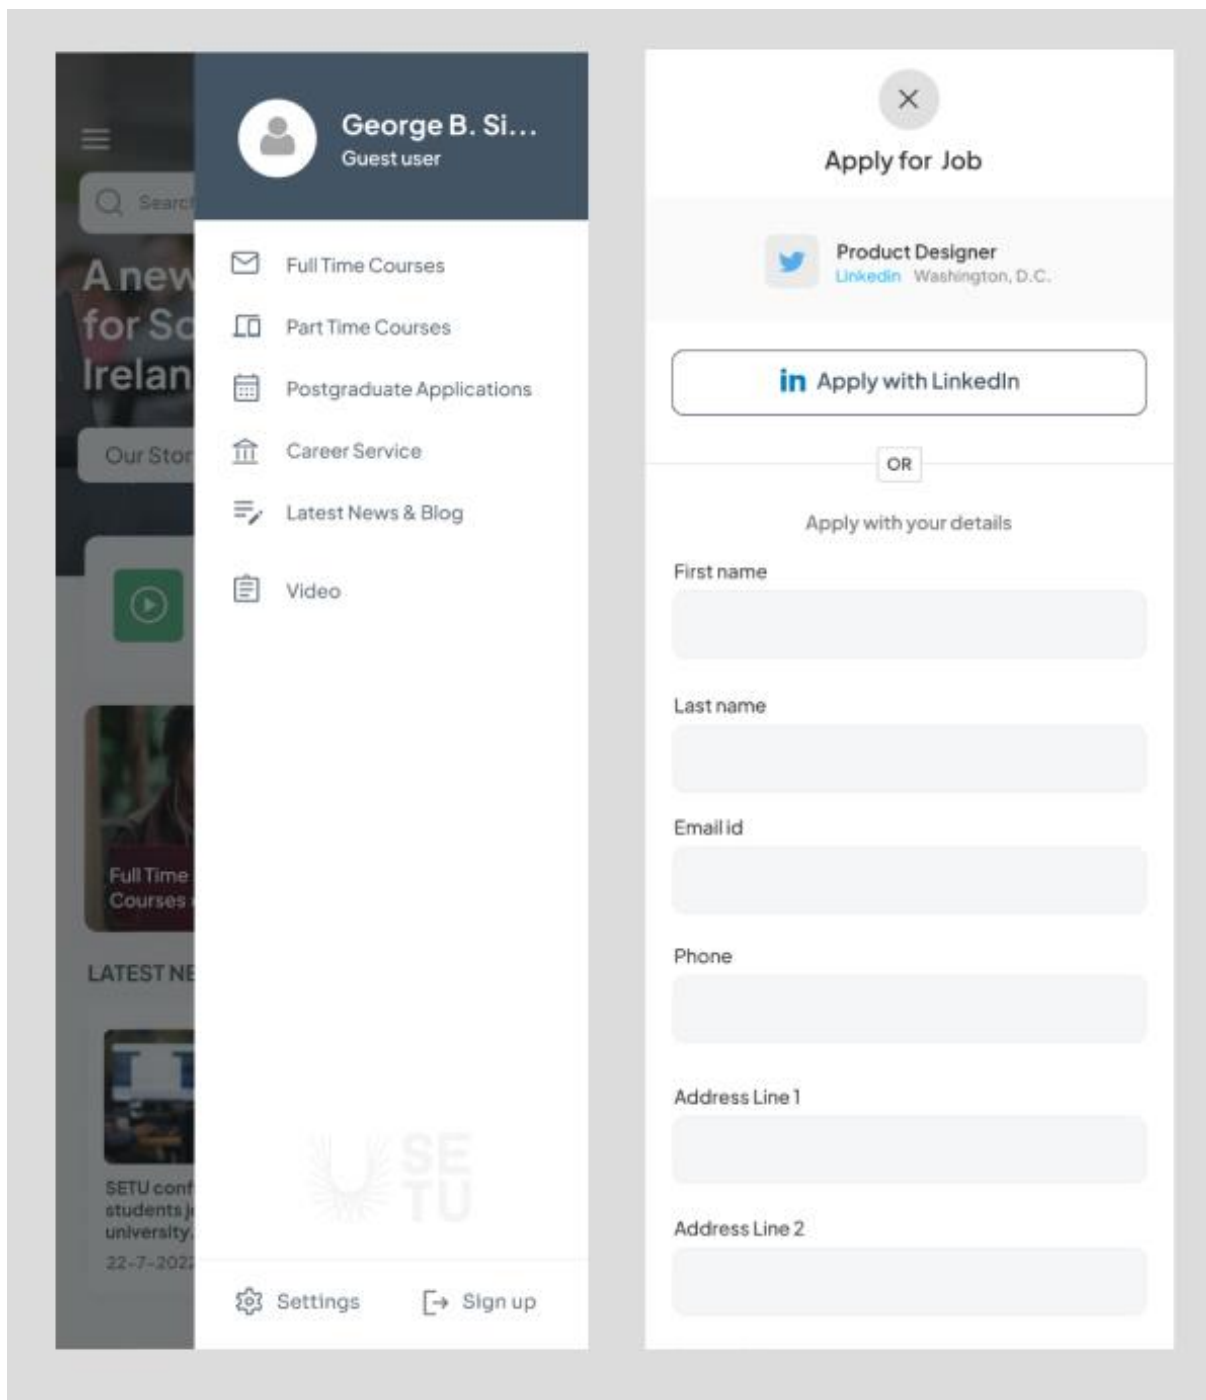 George B. Si...
Guest user
Search
A new
for So
Irelan
Our Stor
Full Time Courses
Part Time Courses
Postgraduate Applications
Career Service
Latest News & Blog
Video
Full Time
Courses
LATEST NE
SETU conf
students j
university.
22-7-2022
SE
TU
Settings
Sign up
Apply for Job
Product Designer
Linkedin Washington, D.C.
in Apply with LinkedIn
OR
Apply with your details
First name
Last name
Email id
Phone
Address Line 1
Address Line 2